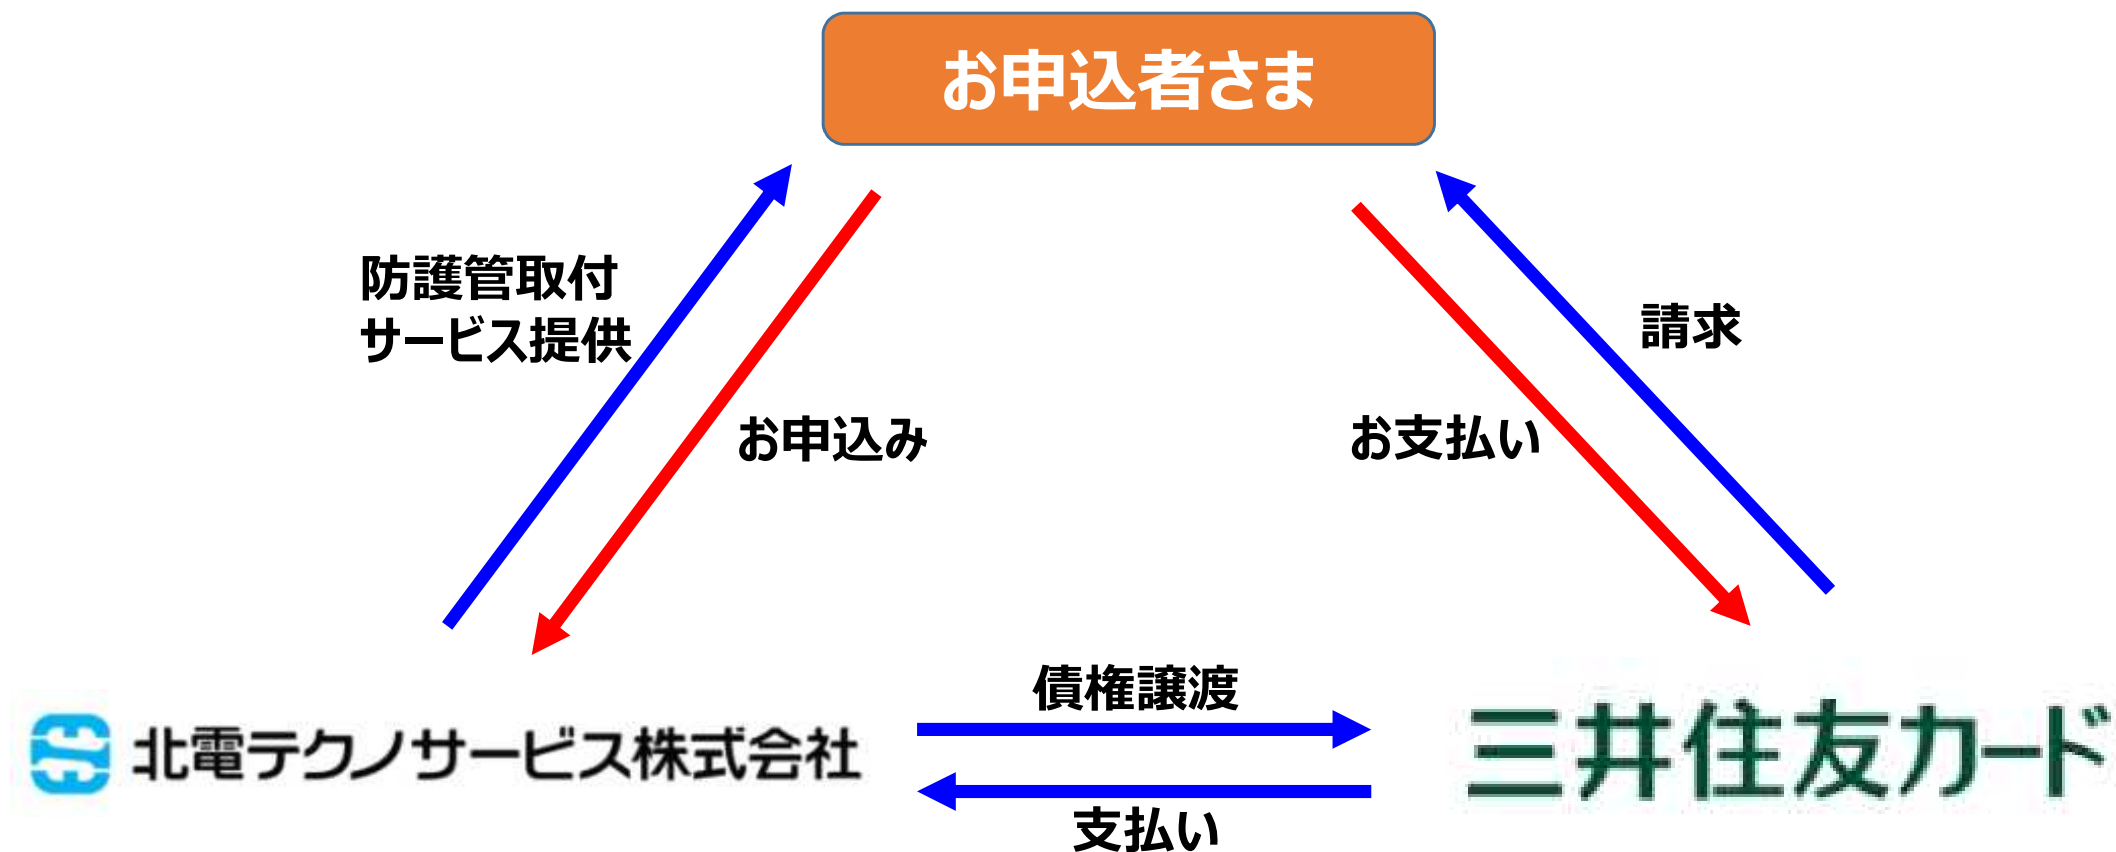 お申込者さま
防護管取付
サービス提供
請求
お申込み
お支払い
債権譲渡
北電テクノサービス株式会社
三井住友カード
支払い